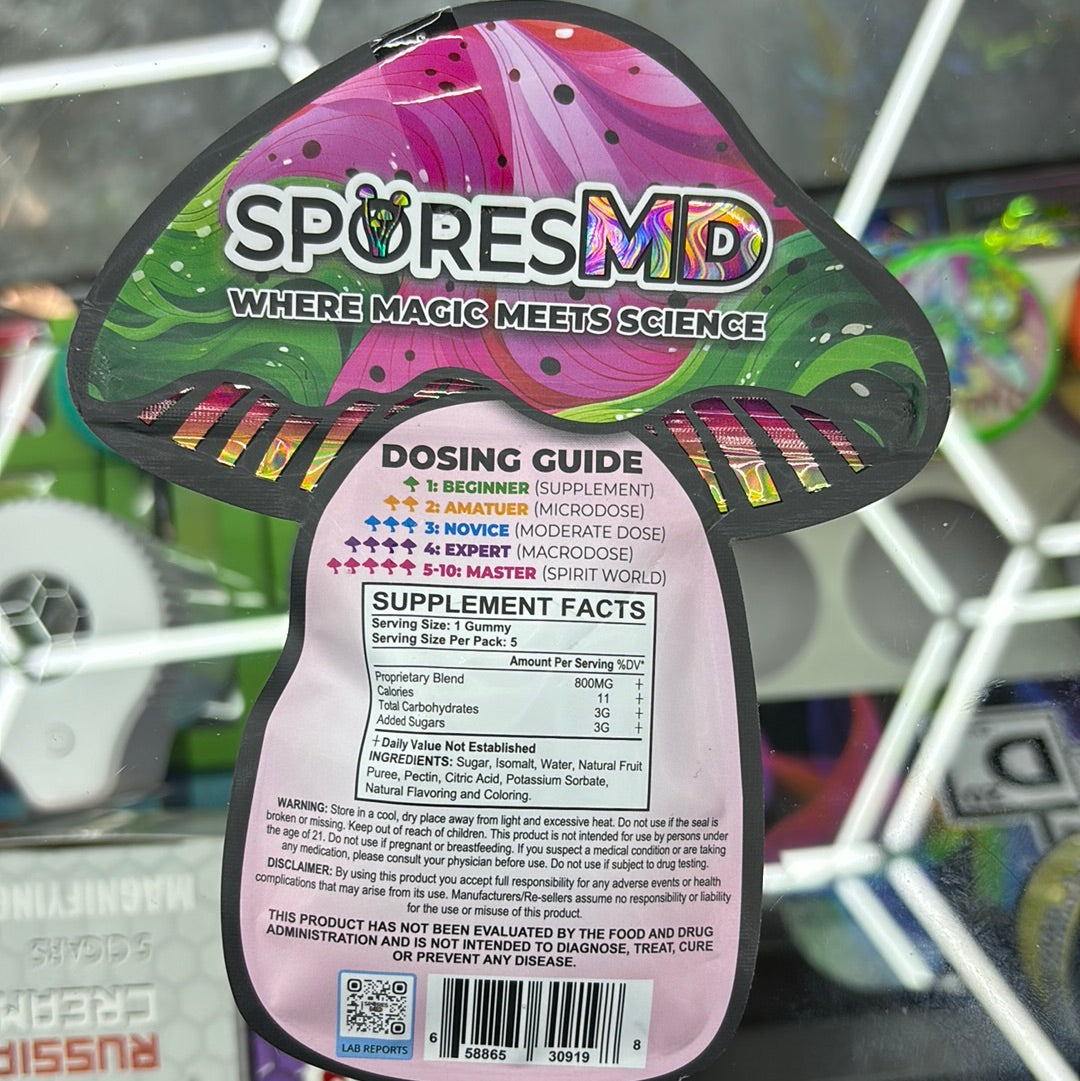 SPORESMD
WHERE MAGIC MEETS SCIENCE
DOSING GUIDE
1: BEGINNER (SUPPLEMENT)
2: AMATUER (MICRODOSE)
3: NOVICE (MODERATE DOSE)
4: EXPERT (MACRODOSE)
5-10: MASTER (SPIRIT WORLD)
SUPPLEMENT FACTS
Serving Size: 1 Gummy
Serving Size Per Pack: 5
Amount Per Serving %DV*
Proprietary Blend 800MG †
Calories 11 †
Total Carbohydrates 3G †
Added Sugars 3G †
† Daily Value Not Established
INGREDIENTS: Sugar, Isomalt, Water, Natural Fruit
Puree, Pectin, Citric Acid, Potassium Sorbate,
Natural Flavoring and Coloring.
WARNING: Store in a cool, dry place away from light and excessive heat. Do not use if the seal is
broken or missing. Keep out of reach of children. This product is not intended for use by persons under
the age of 21. Do not use if pregnant or breastfeeding. If you suspect a medical condition or are taking
any medication, please consult your physician before use. Do not use if subject to drug testing.
DISCLAIMER: By using this product you accept full responsibility for any adverse events or health
complications that may arise from its use. Manufacturers/Re-sellers assume no responsibility or liability
for the use or misuse of this product.
THIS PRODUCT HAS NOT BEEN EVALUATED BY THE FOOD AND DRUG
ADMINISTRATION AND IS NOT INTENDED TO DIAGNOSE, TREAT, CURE
OR PREVENT ANY DISEASE.
LAB REPORTS
6 58865 30919 8
MAGNIFYING
5 CIGARS
CREAM
RUSSIA